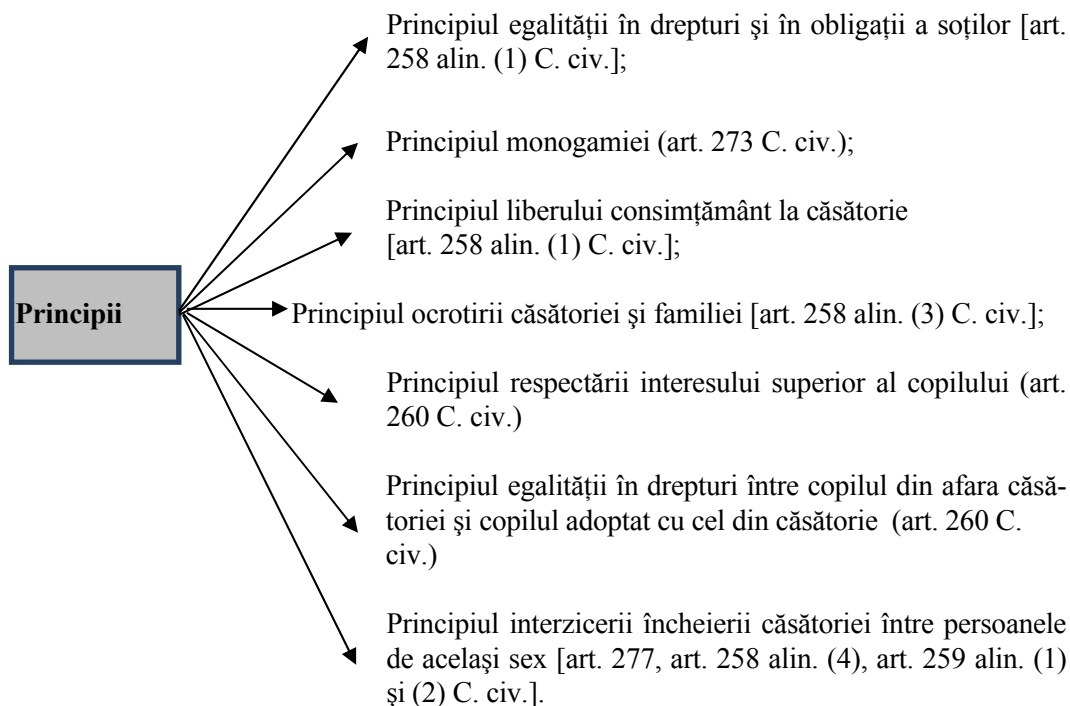 Principiul egalității în drepturi şi în obligații a soților [art.
258 alin. (1) C. civ.];
Principiul monogamiei (art. 273 C. civ.);
Principiul liberului consimțământ la căsătorie
[art. 258 alin. (1) C. civ.];
Principii
Principiul ocrotirii căsătoriei şi familiei [art. 258 alin. (3) C. civ.];
Principiul respectării interesului superior al copilului (art.
260 C. civ.)
Principiul egalității în drepturi între copilul din afara căsă-
toriei şi copilul adoptat cu cel din căsătorie (art. 260 C.
civ.)
Principiul interzicerii încheierii căsătoriei între persoanele
de acelaşi sex [art. 277, art. 258 alin. (4), art. 259 alin. (1)
şi (2) C. civ.].